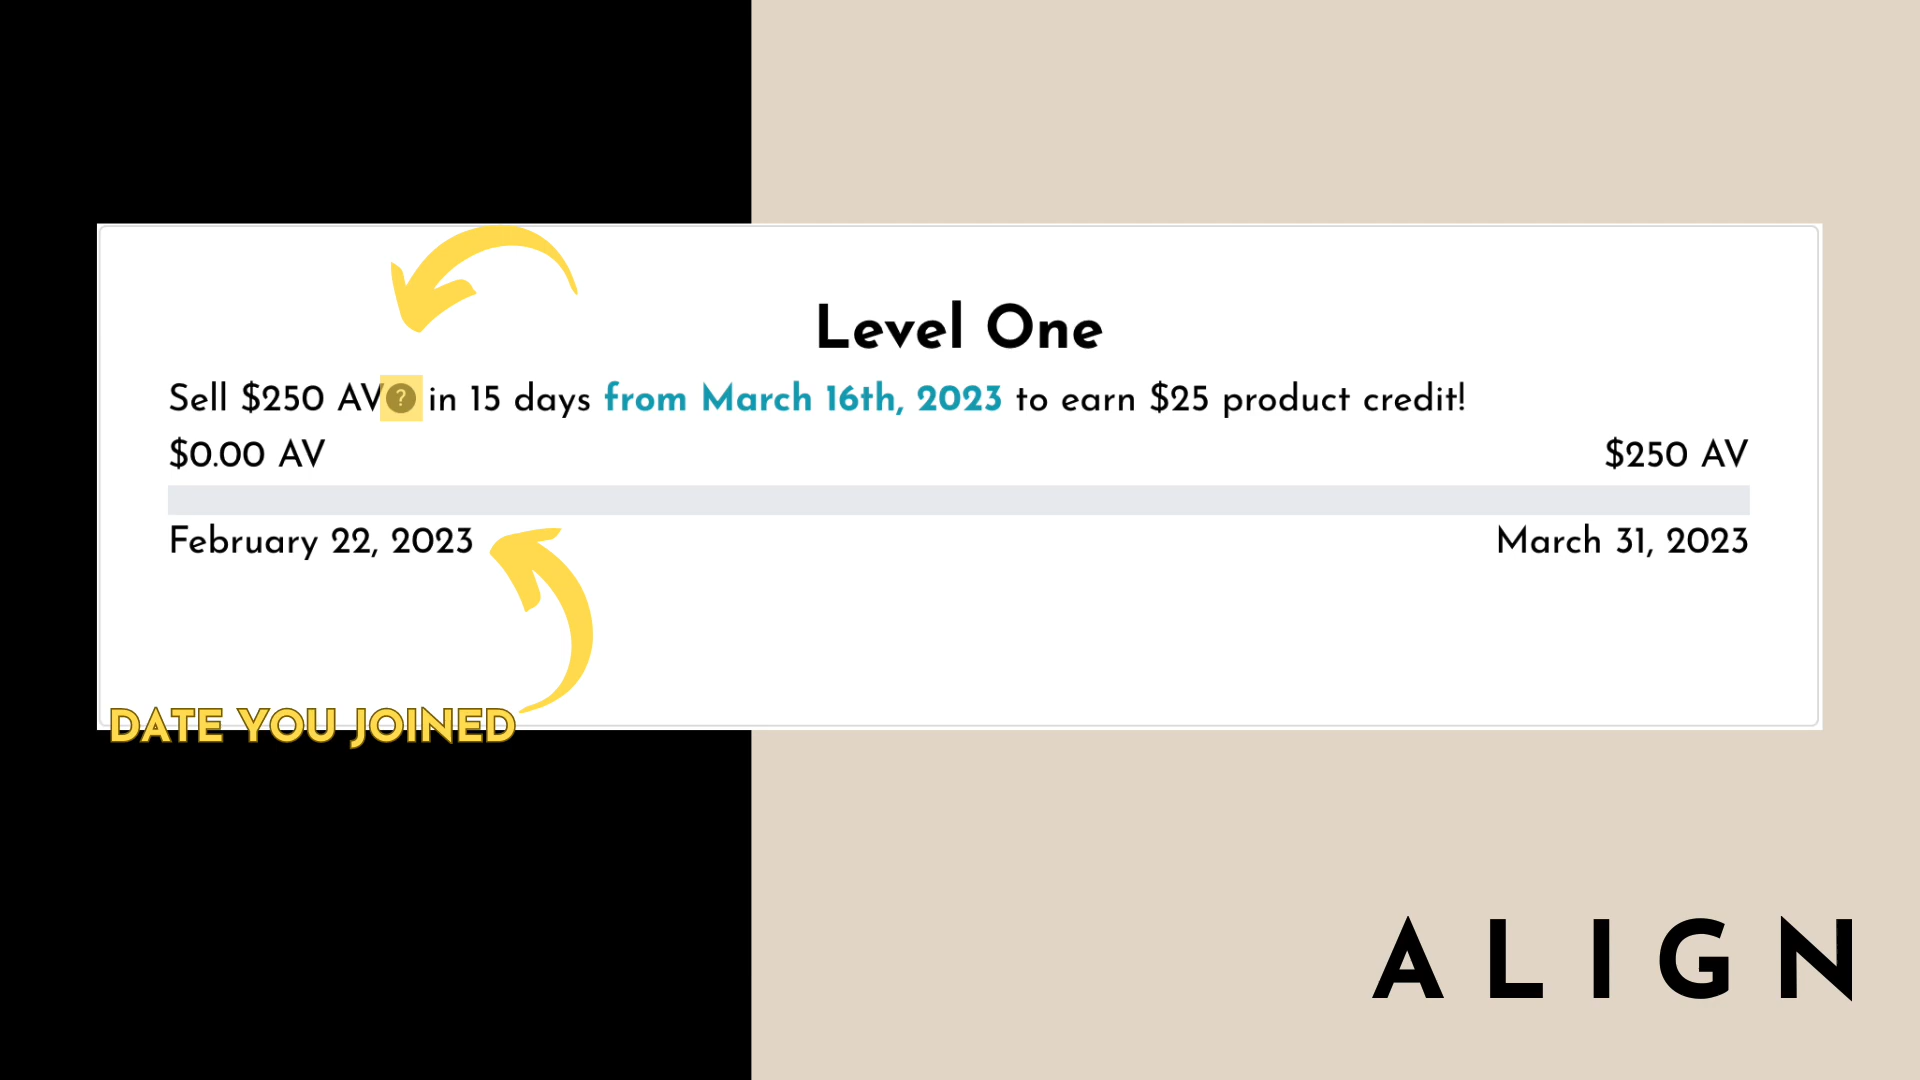 Level One
Sell $250 AV? in 15 days from March 16th, 2023 to earn $25 product credit!
$0.00 AV $250 AV
February 22, 2023 March 31, 2023
DATE YOU JOINED
ALIGN